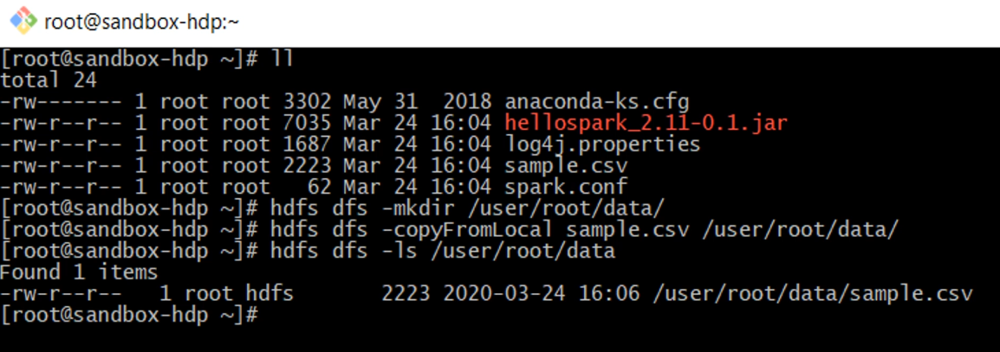 root@sandbox-hdp:~
[root@sandbox-hdp ~]# ll
total 24
-rw------- 1 root root 3302 May 31  2018 anaconda-ks.cfg
-rw-r--r-- 1 root root 7035 Mar 24 16:04 hellospark_2.11-0.1.jar
-rw-r--r-- 1 root root 1687 Mar 24 16:04 log4j.properties
-rw-r--r-- 1 root root 2223 Mar 24 16:04 sample.csv
-rw-r--r-- 1 root root   62 Mar 24 16:04 spark.conf
[root@sandbox-hdp ~]# hdfs dfs -mkdir /user/root/data/
[root@sandbox-hdp ~]# hdfs dfs -copyFromLocal sample.csv /user/root/data/
[root@sandbox-hdp ~]# hdfs dfs -ls /user/root/data
Found 1 items
-rw-r--r--   1 root hdfs       2223 2020-03-24 16:06 /user/root/data/sample.csv
[root@sandbox-hdp ~]#